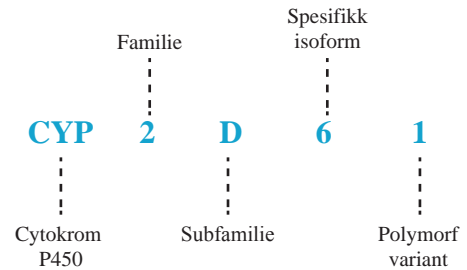 Familie
Spesifikk
isoform
CYP 2 D 6 1
Cytokrom
P450
Subfamilie
Polymorf
variant